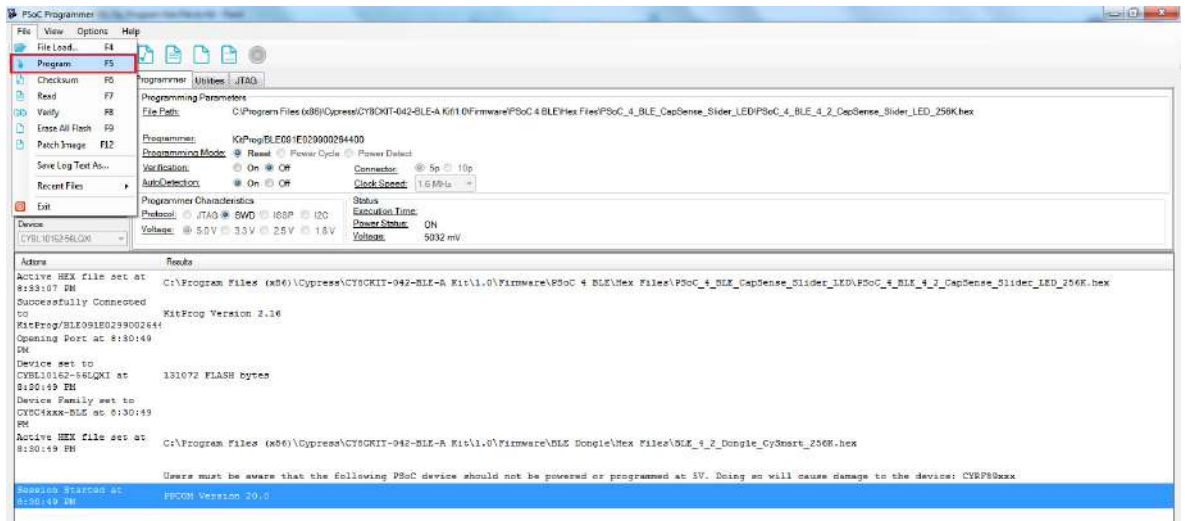 PSoC Programmer
File View Options Help
File Load... F4
Program F5
Checksum F6
Read F7
Verify F8
Erase All Flash F9
Patch Image F12
Save Log Text As...
Recent Files
Exit
Device
CYBL10162-56LQXI
Programmer Utilities JTAG
Programming Parameters
File Path: C:\Program Files (x86)\Cypress\CY8CKIT-042-BLE-A Kit\1.0\Firmware\PSoC 4 BLE\Hex Files\PSoC_4_BLE_CapSense_Slider_LED\PSoC_4_BLE_4_2_CapSense_Slider_LED_256K.hex
Programmer: KitProg/BLE091E029900264400
Programming Mode: Reset Power Cycle Power Detect
Verification: On Off Connector: 5p 10p
AutoDetection: On Off Clock Speed: 1.6 MHz
Programmer Characteristics Status
Protocol: JTAG SWD ISSP I2C Execution Time:
Voltage: 5.0 V 3.3 V 2.5 V 1.8 V Power Status: ON
Voltage: 5032 mV
Actions Results
Active HEX file set at
8:33:07 PM
C:\Program Files (x86)\Cypress\CY8CKIT-042-BLE-A Kit\1.0\Firmware\PSoC 4 BLE\Hex Files\PSoC_4_BLE_CapSense_Slider_LED\PSoC_4_BLE_4_2_CapSense_Slider_LED_256K.hex
Successfully Connected
to
KitProg/BLE091E0299002644
KitProg Version 2.16
Opening Port at 8:30:49
PM
Device set to
CYBL10162-56LQXI at
8:30:49 PM
131072 FLASH bytes
Device Family set to
CY8C4xxx-BLE at 8:30:49
PM
Active HEX file set at
8:30:49 PM
C:\Program Files (x86)\Cypress\CY8CKIT-042-BLE-A Kit\1.0\Firmware\BLE Dongle\Hex Files\BLE_4_2_Dongle_CySmart_256K.hex
Users must be aware that the following PSoC device should not be powered or programmed at 5V. Doing so will cause damage to the device: CYRF89xxx
Session Started at
8:30:49 PM
PPCOM Version 20.0